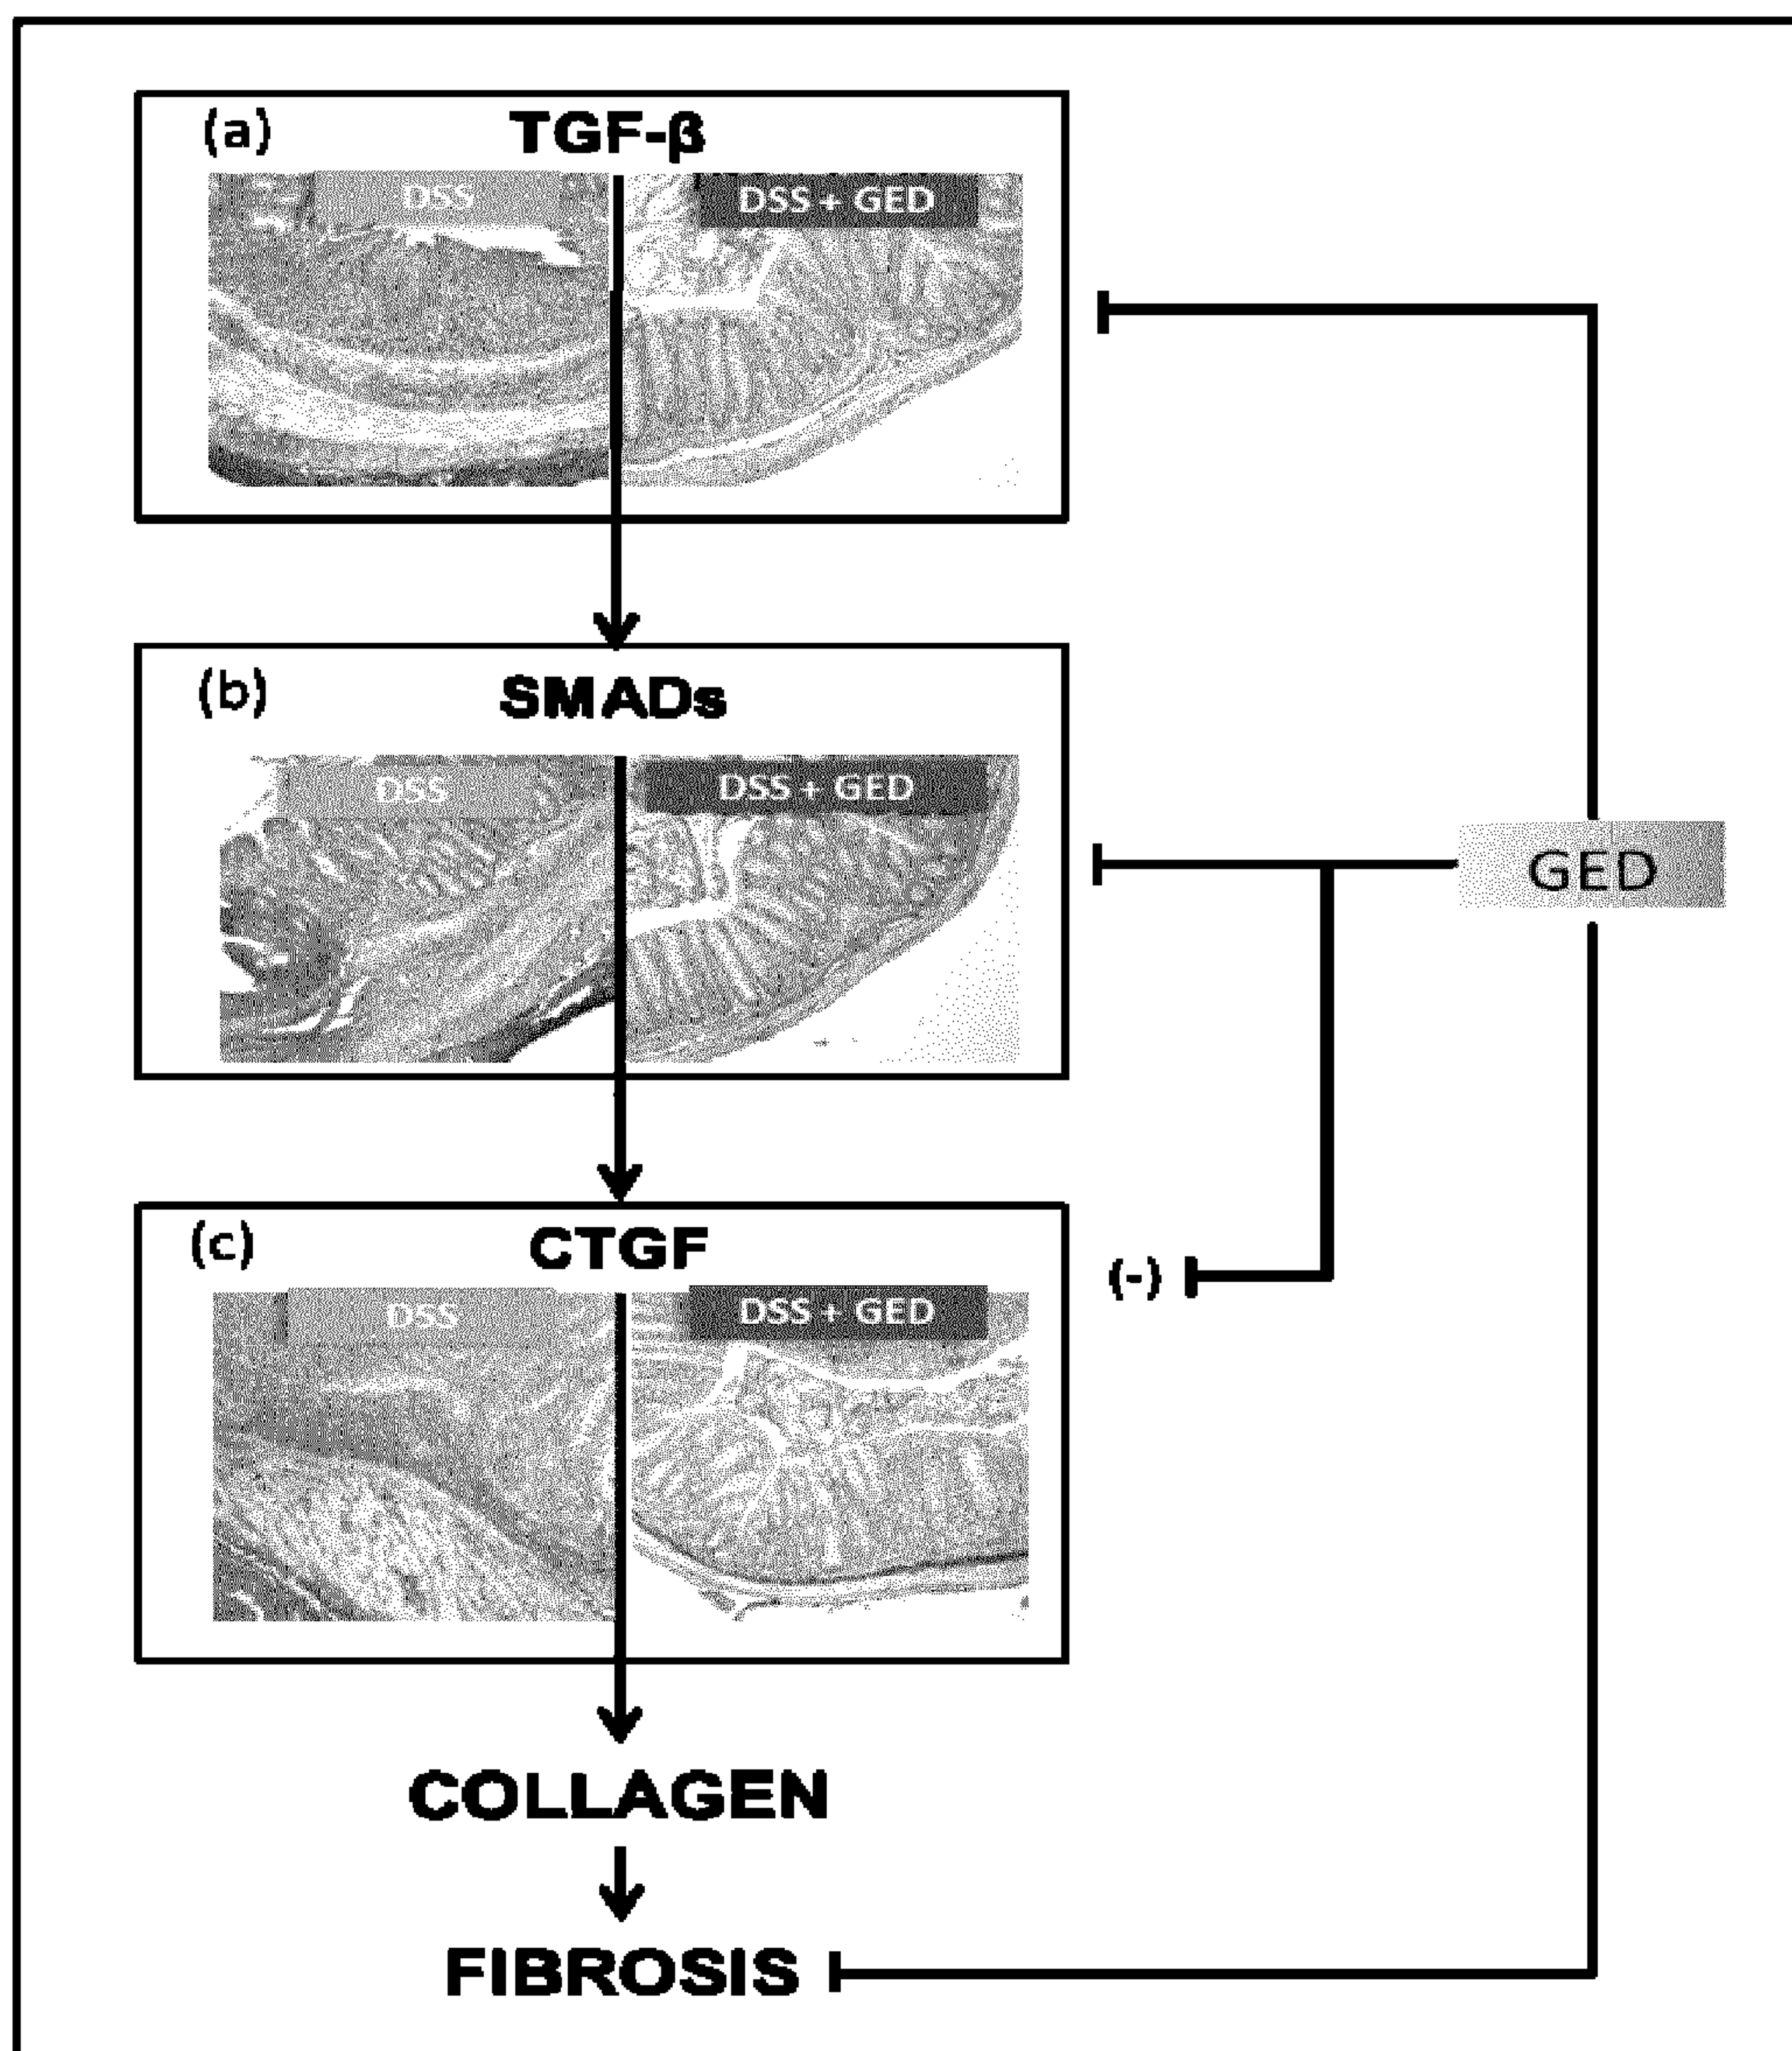 (a) TGF-β
DSS DSS + GED
(b) SMADs
DSS DSS + GED
GED
(c) CTGF
(-)
DSS DSS + GED
COLLAGEN
FIBROSIS